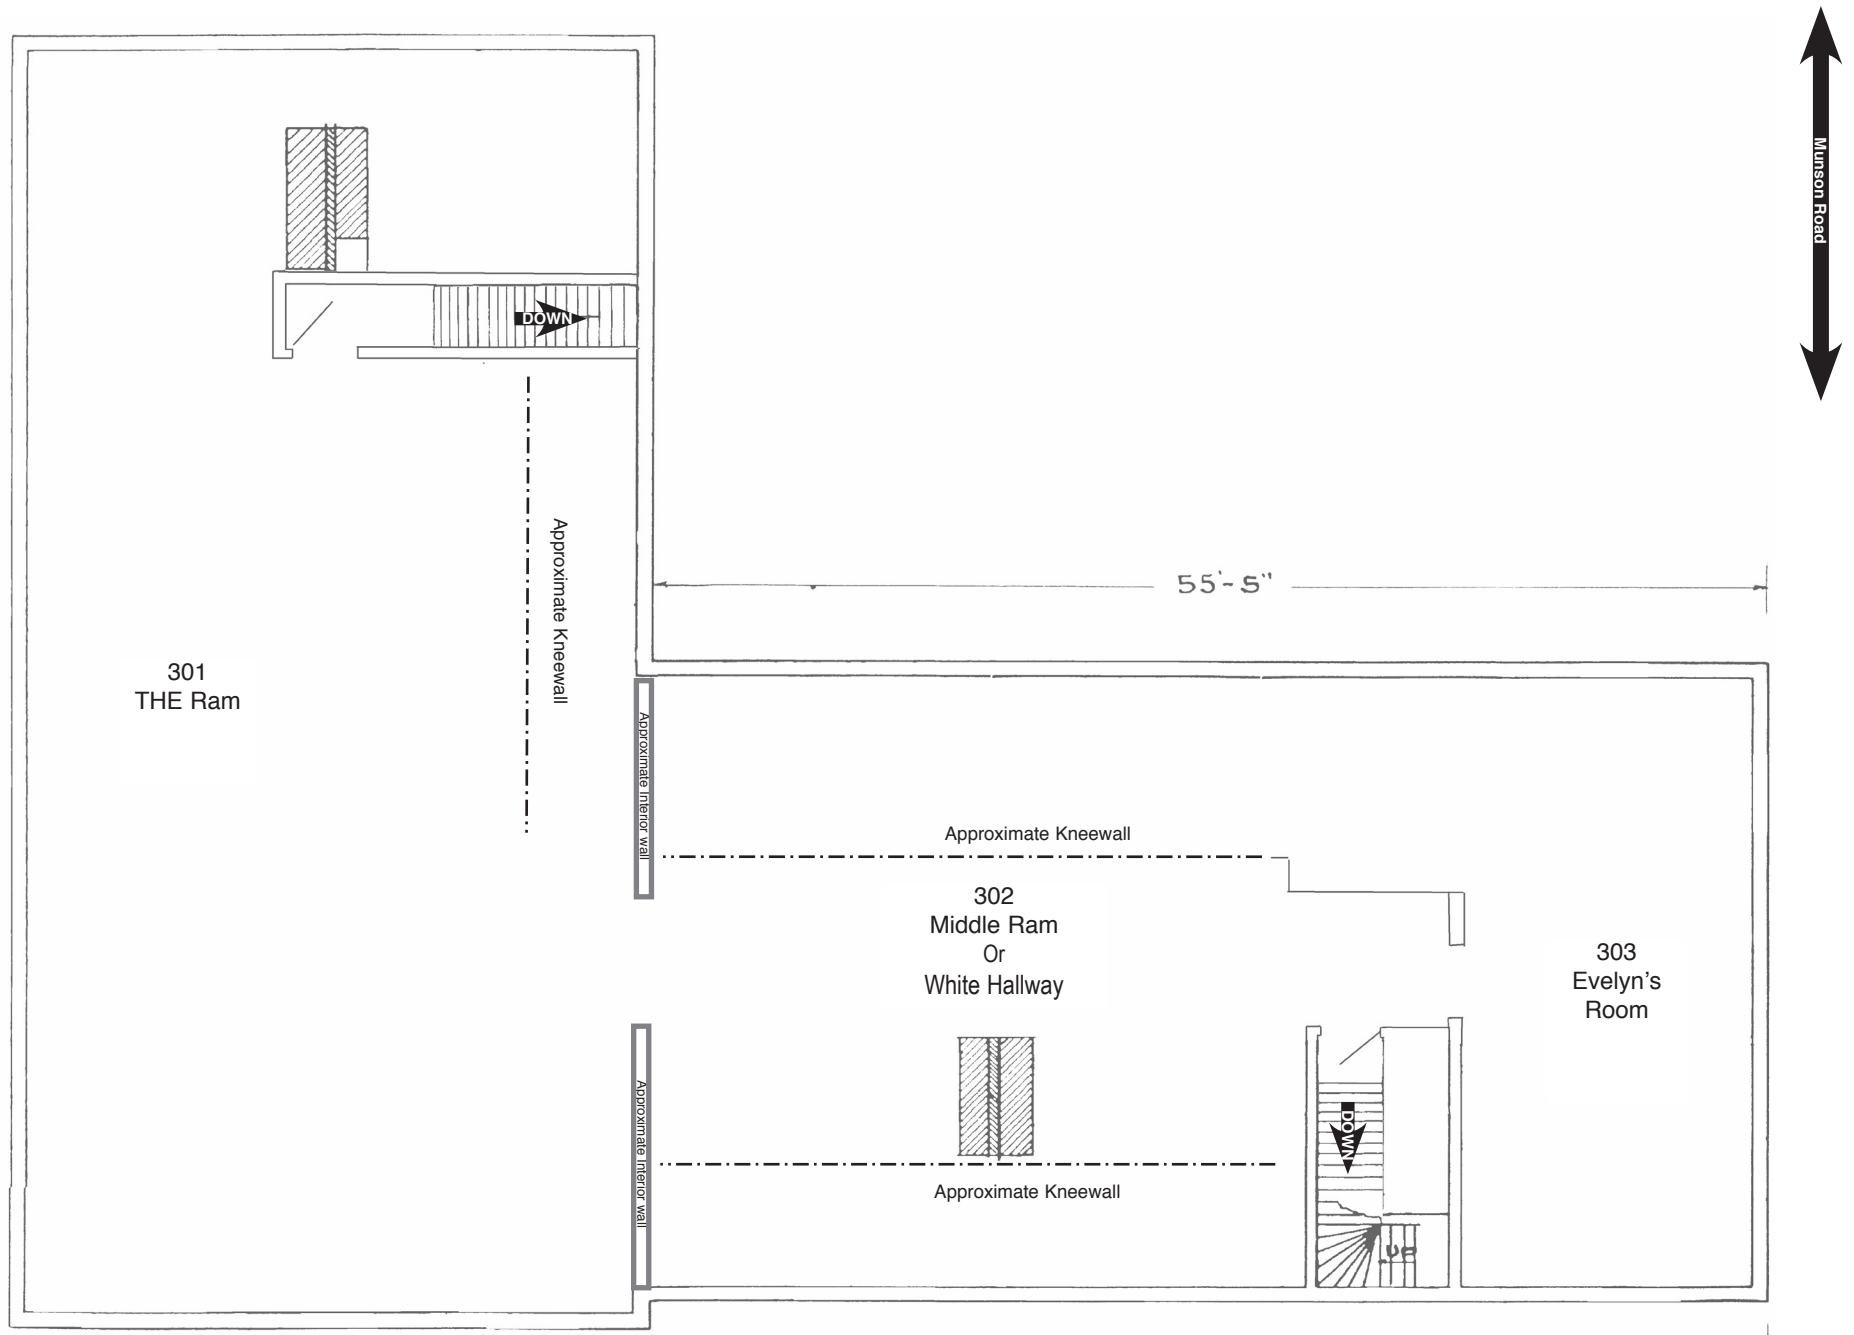 Munson Road
DOWN
Approximate Kneewall
55'-5"
301
THE Ram
Approximate Interior wall
Approximate Kneewall
302
Middle Ram
Or
White Hallway
303
Evelyn's
Room
Approximate Interior wall
DOWN
Approximate Kneewall
UP